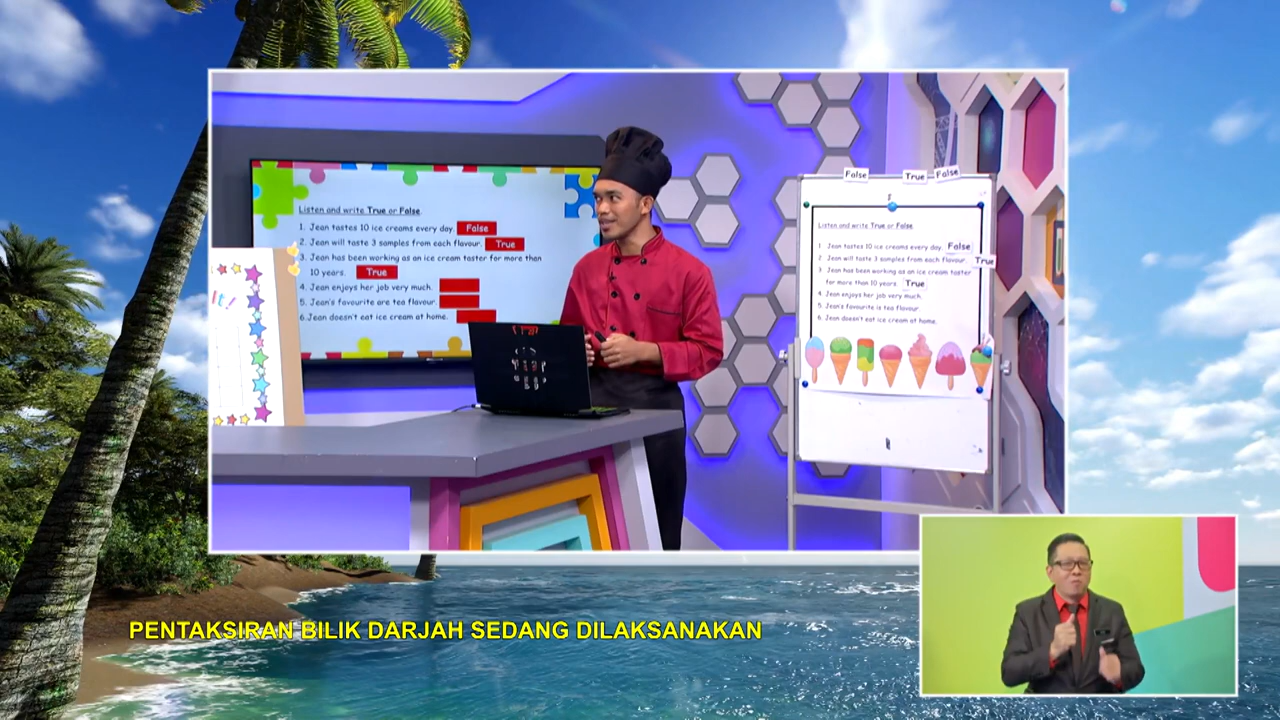 Listen and write True or False.
1. Jean tastes 10 ice creams every day. False
2. Jean will taste 3 samples from each flavour. True
3. Jean has been working as an ice cream taster for more than
10 years. True
4. Jean enjoys her job very much.
5. Jean's favourite are tea flavour.
6. Jean doesn't eat ice cream at home.
It!
False True False
Listen and write True or False
1. Jean tastes 10 ice creams every day. False
2. Jean will taste 3 samples from each flavour. True
3. Jean has been working as an ice cream taster
for more than 10 years. True
4. Jean enjoys her job very much.
5. Jean's favourite is tea flavour.
6. Jean doesn't eat ice cream at home.
PENTAKSIRAN BILIK DARJAH SEDANG DILAKSANAKAN